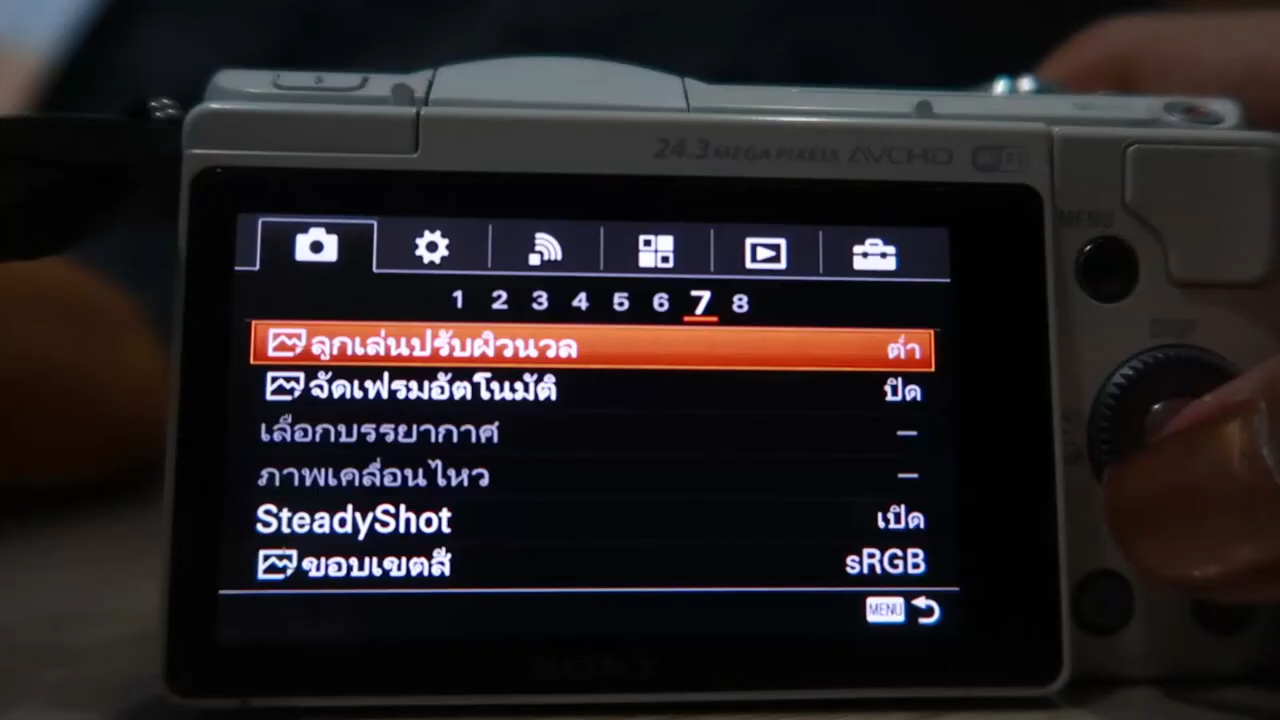 24.3 MEGA PIXELS AVCHD Wi Fi
MENU
1 2 3 4 5 6 7 8
ลูกเล่นปรับผิวนวล ต่ำ
จัดเฟรมอัตโนมัติ ปิด
เลือกบรรยากาศ –
ภาพเคลื่อนไหว –
SteadyShot เปิด
ขอบเขตสี sRGB
MENU
SONY